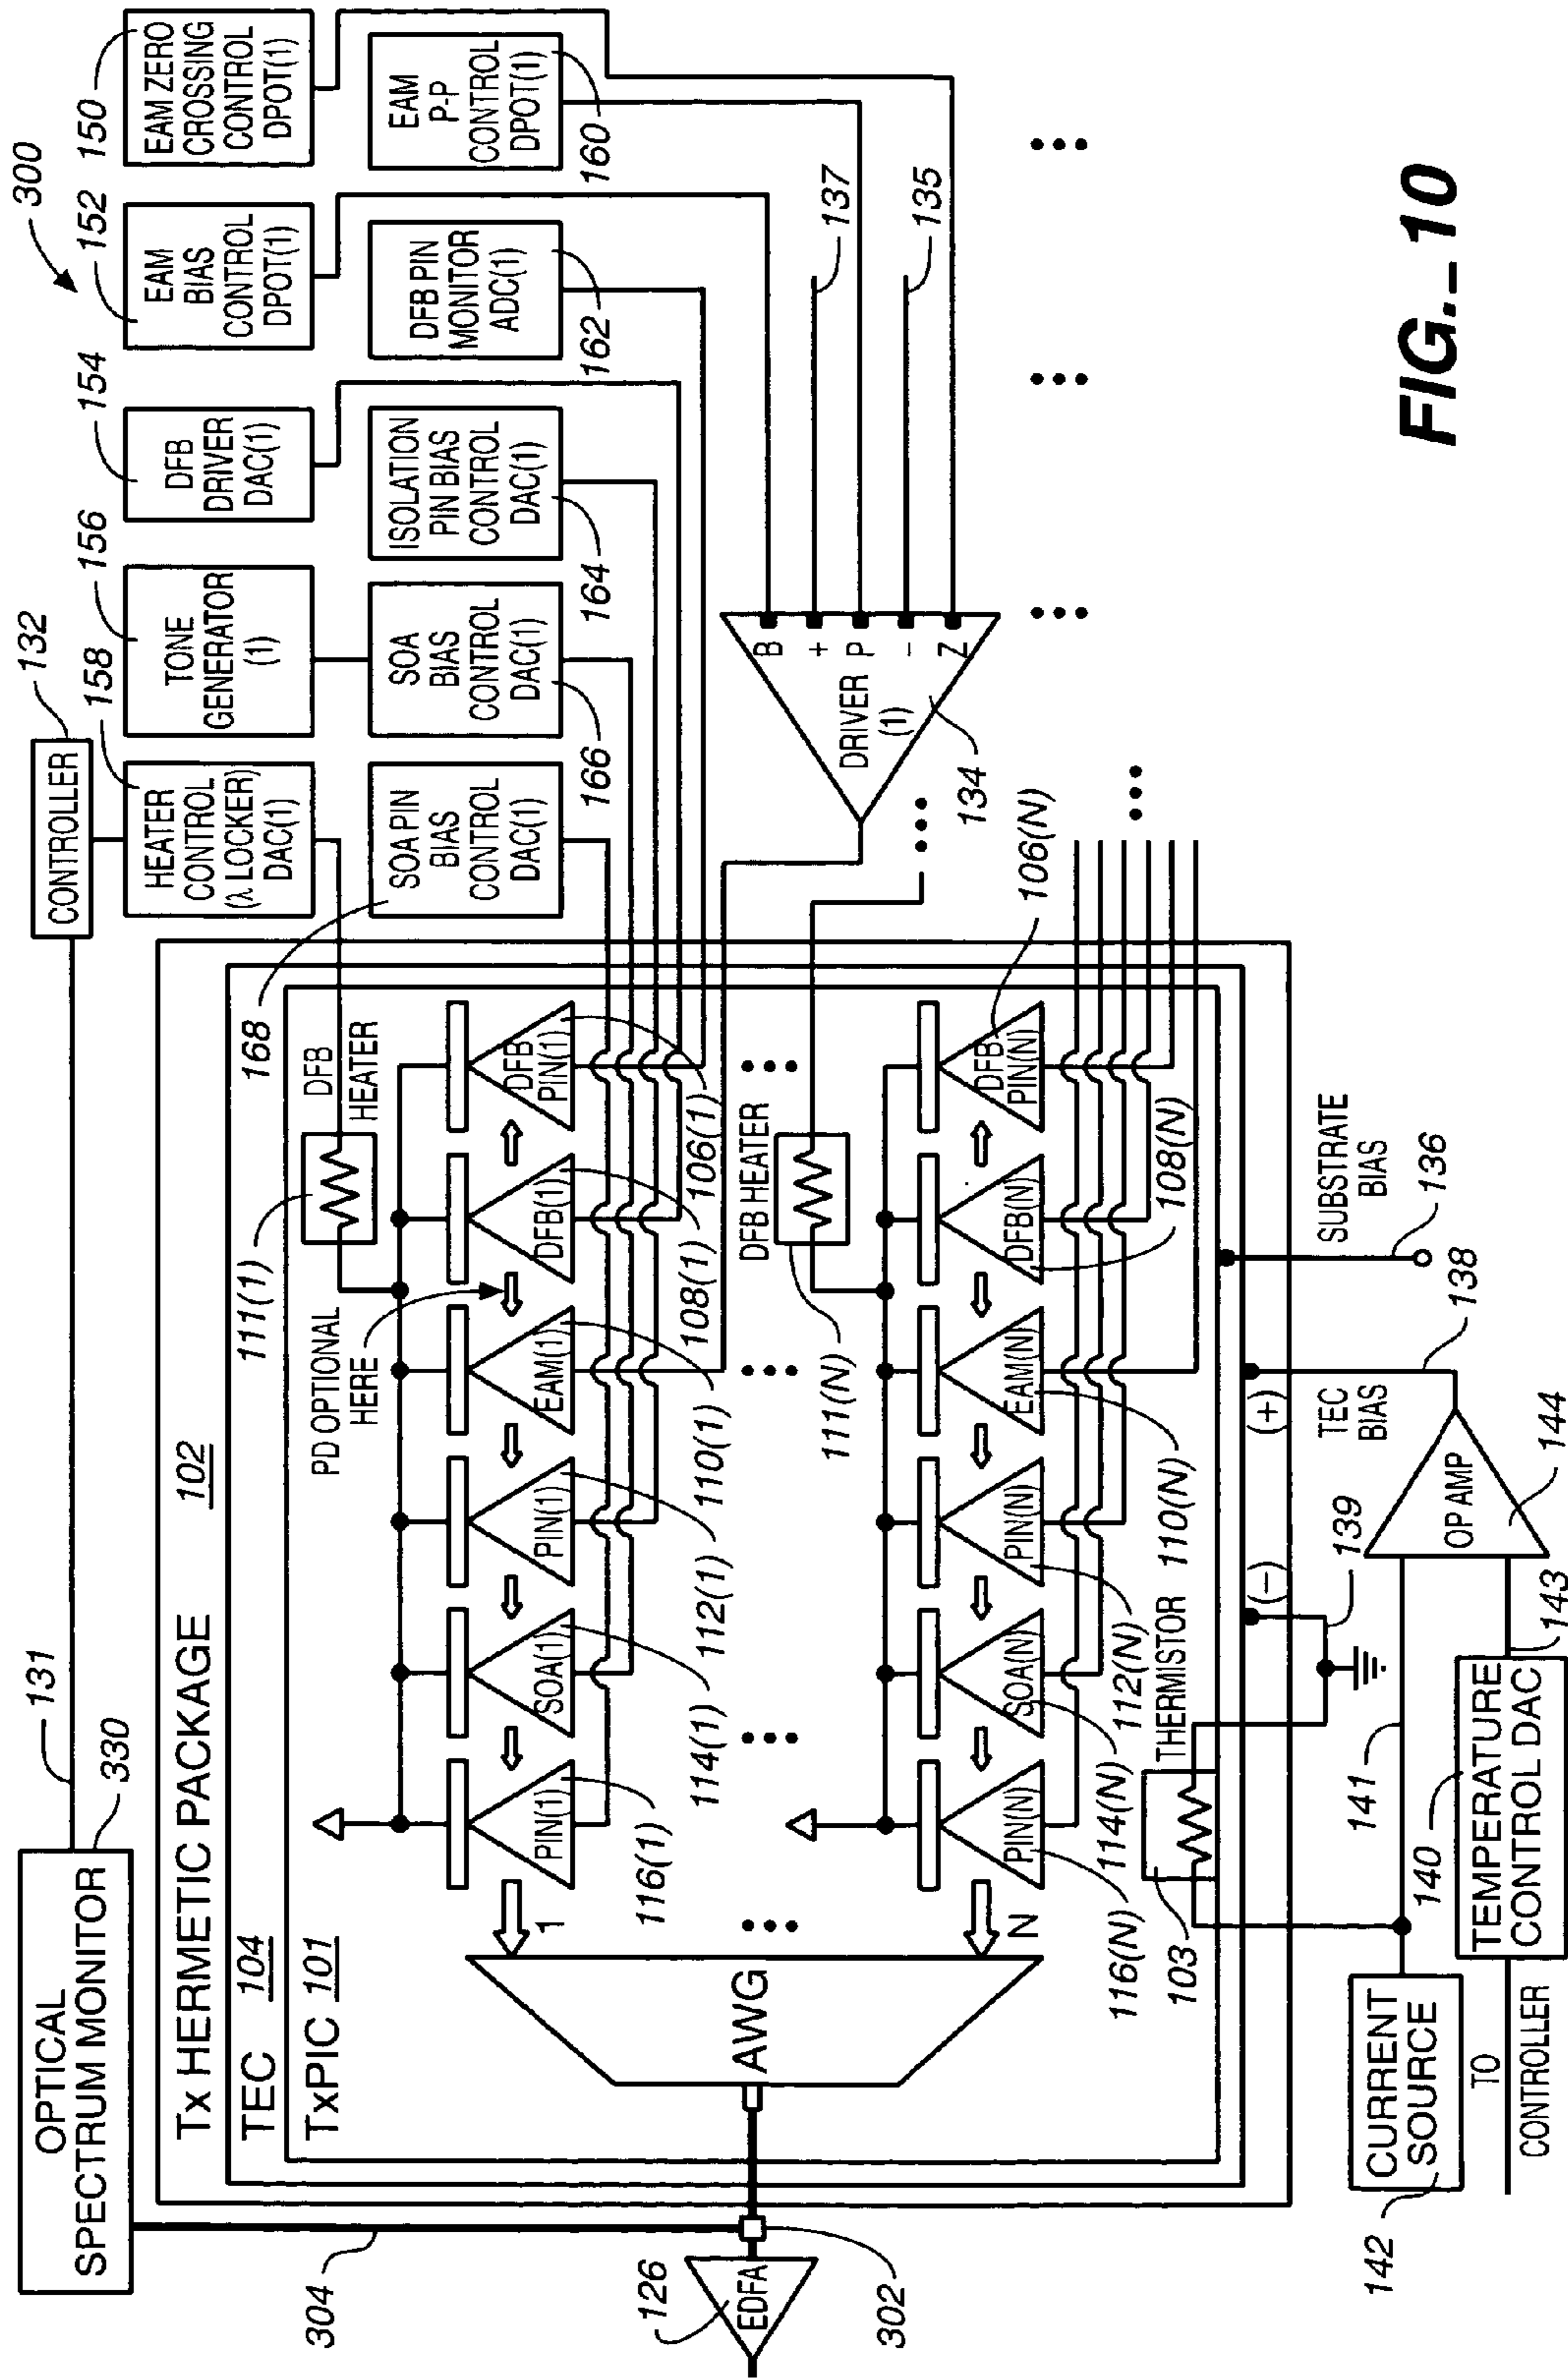 300
OPTICAL
SPECTRUM MONITOR
330
131
CONTROLLER
132
304
HEATER
CONTROL
(λ LOCKER)
DAC(1)
158
TONE
GENERATOR
(1)
156
DFB
DRIVER
DAC(1)
154
EAM
BIAS
CONTROL
DPOT(1)
152
EAM ZERO
CROSSING
CONTROL
DPOT(1)
150
SOA PIN
BIAS
CONTROL
DAC(1)
168
SOA
BIAS
CONTROL
DAC(1)
166
ISOLATION
PIN BIAS
CONTROL
DAC(1)
164
DFB PIN
MONITOR
ADC(1)
162
EAM
P-P
CONTROL
DPOT(1)
160
Tx HERMETIC PACKAGE 102
TEC 104
TxPIC 101
111(1)
DFB
HEATER
PD OPTIONAL
HERE
PIN(1)
SOA(1)
PIN(1)
EAM(1)
DFB(1)
DFB
PIN(1)
116(1)
114(1)
112(1)
110(1)
108(1)
106(1)
1
AWG
N
EDFA
126
302
DFB HEATER
111(N)
PIN(N)
SOA(N)
PIN(N)
EAM(N)
DFB(N)
DFB
PIN(N)
116(N)
114(N)
112(N)
110(N)
108(N)
106(N)
DRIVER
(1)
B
+
P
−
Z
134
137
135
THERMISTOR
103
(−)
(+)
139
TEC
BIAS
138
SUBSTRATE
BIAS
136
CURRENT
SOURCE
142
141
OP AMP
144
TO
CONTROLLER
TEMPERATURE
CONTROL DAC
140
143
FIG._10